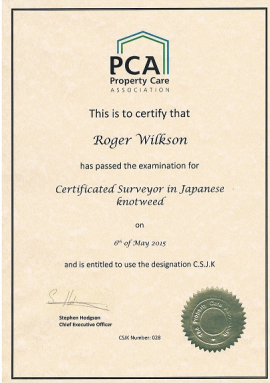 PCA
Property Care
ASSOCIATION
This is to certify that
Roger Wilkson
has passed the examination for
Certificated Surveyor in Japanese
knotweed
on
6th of May 2015
and is entitled to use the designation C.S.J.K
Stephen Hodgson
Chief Executive Officer
CSJK Number: 028